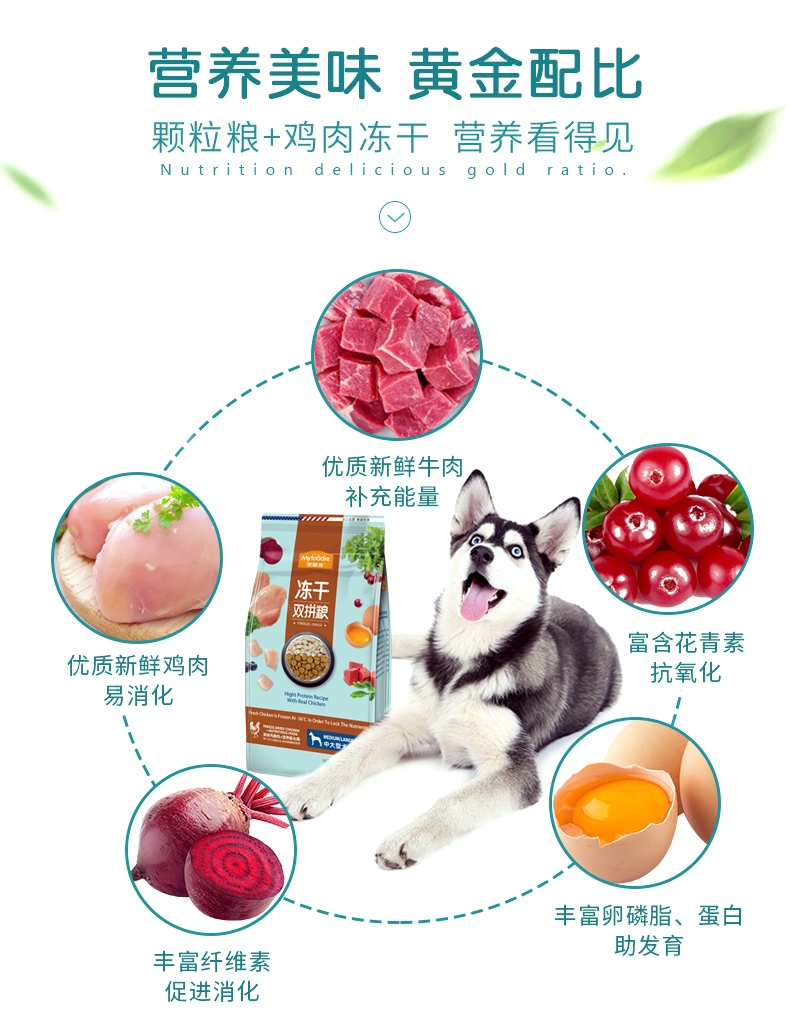 营养美味 黄金配比
颗粒粮+鸡肉冻干 营养看得见
Nutrition delicious gold ratio.
优质新鲜牛肉
补充能量
富含花青素
抗氧化
丰富卵磷脂、蛋白
助发育
丰富纤维素
促进消化
优质新鲜鸡肉
易消化
Myfoodie
冻干
双拼粮
Hight Protein Recipe
With Real Chicken
Fresh Chicken Is Frozen At -36°C In Order To Lock The Nutrients
FREEZE-DRIED CHICKEN
MEDIUM/LARGE
中大型犬